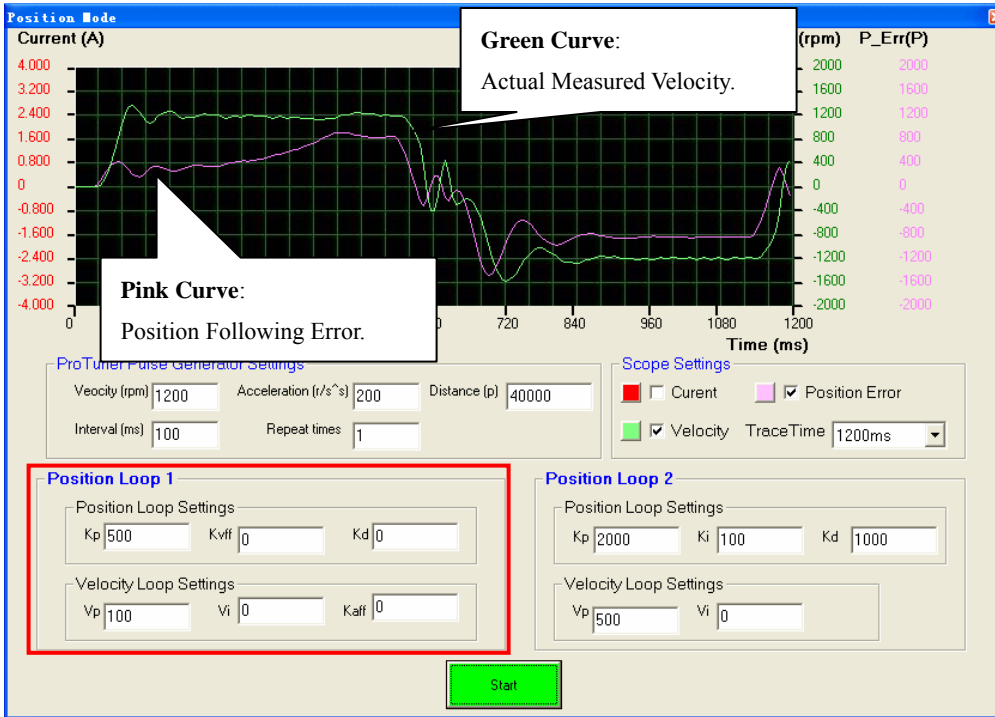 Position Mode
Current (A)
(rpm)
P_Err(P)
Green Curve:
Actual Measured Velocity.
4.000
3.200
2.400
1.600
0.800
0
-0.800
-1.600
-2.400
-3.200
-4.000
2000
1600
1200
800
400
0
-400
-800
-1200
-1600
-2000
2000
1600
1200
800
400
0
-400
-800
-1200
-1600
-2000
Pink Curve:
Position Following Error.
0 720 840 960 1080 1200
Time (ms)
ProTuner Pulse Generator Settings
Veocity (rpm) 1200 Acceleration (r/s^s) 200 Distance (p) 40000
Interval (ms) 100 Repeat times 1
Scope Settings
Curent Position Error
Velocity TraceTime 1200ms
Position Loop 1
Position Loop Settings
Kp 500 Kvff 0 Kd 0
Velocity Loop Settings
Vp 100 Vi 0 Kaff 0
Position Loop 2
Position Loop Settings
Kp 2000 Ki 100 Kd 1000
Velocity Loop Settings
Vp 500 Vi 0
Start